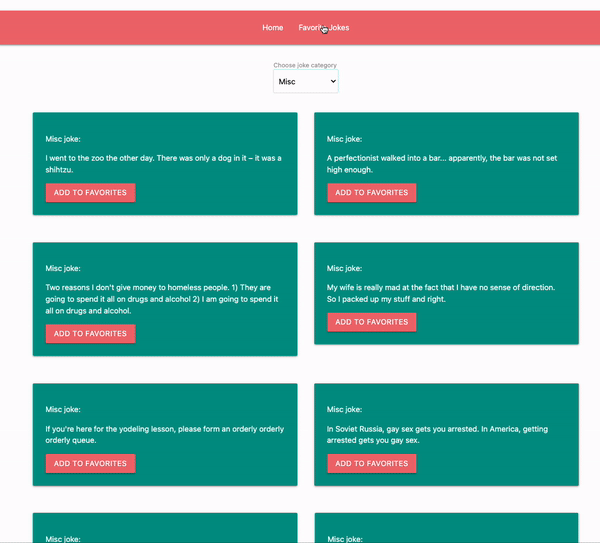 Home
Favorite Jokes
Choose joke category
Misc
Misc joke:
I went to the zoo the other day. There was only a dog in it – it was a
shihtzu.
ADD TO FAVORITES
Misc joke:
A perfectionist walked into a bar... apparently, the bar was not set
high enough.
ADD TO FAVORITES
Misc joke:
Two reasons I don't give money to homeless people. 1) They are
going to spend it all on drugs and alcohol 2) I am going to spend it
all on drugs and alcohol.
ADD TO FAVORITES
Misc joke:
My wife is really mad at the fact that I have no sense of direction.
So I packed up my stuff and right.
ADD TO FAVORITES
Misc joke:
If you're here for the yodeling lesson, please form an orderly orderly
orderly queue.
ADD TO FAVORITES
Misc joke:
In Soviet Russia, gay sex gets you arrested. In America, getting
arrested gets you gay sex.
ADD TO FAVORITES
Misc joke:
Misc joke: